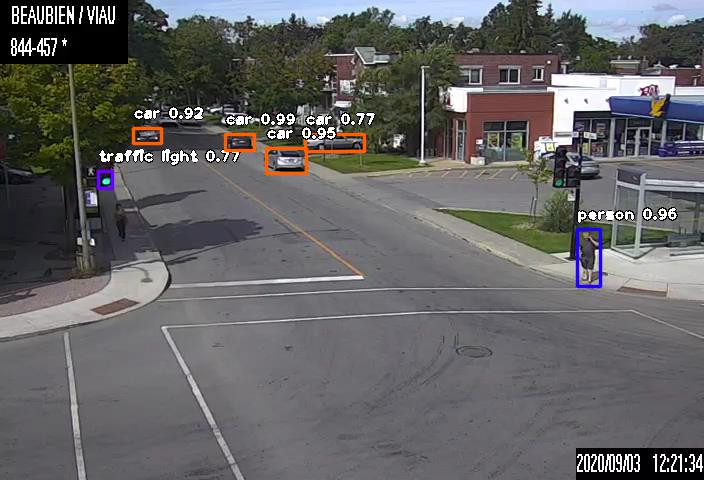 BEAUBIEN / VIAU
844-457 *
car 0.92
car 0.99
car 0.77
car 0.95
traffic light 0.77
person 0.96
2020/09/03 12:21:34